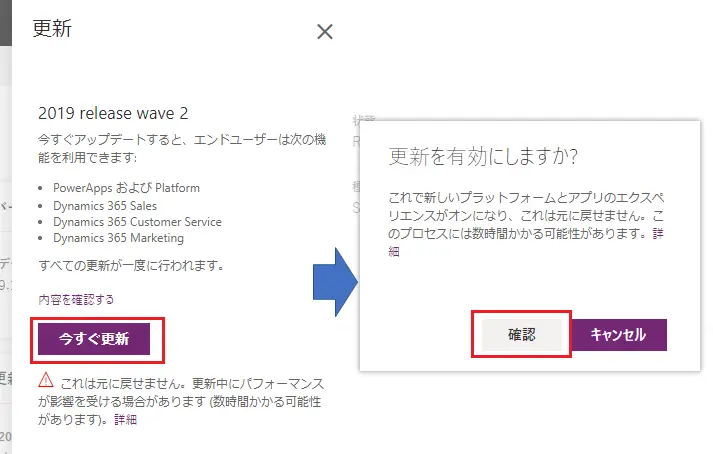 更新
2019 release wave 2
今すぐアップデートすると、エンドユーザーは次の機
能を利用できます:
• PowerApps および Platform
• Dynamics 365 Sales
• Dynamics 365 Customer Service
• Dynamics 365 Marketing
すべての更新が一度に行われます。
内容を確認する
今すぐ更新
これは元に戻せません。更新中にパフォーマンス
が影響を受ける場合があります (数時間かかる可能性
があります)。詳細
更新を有効にしますか?
これで新しいプラットフォームとアプリのエクスペ
リエンスがオンになり、これは元に戻せません。こ
のプロセスには数時間かかる可能性があります。詳
細
確認
キャンセル